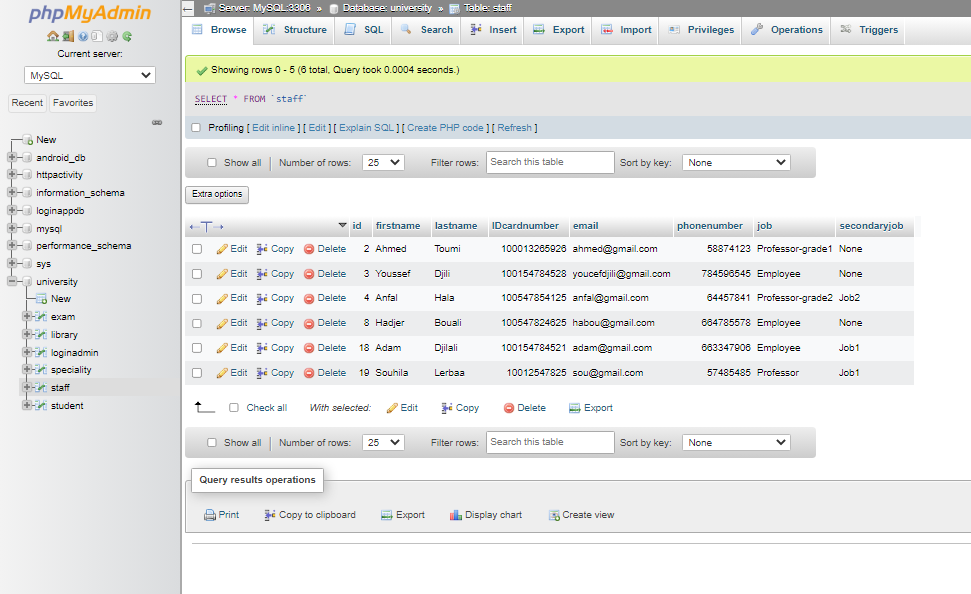 phpMyAdmin
Current server:
MySQL
Recent Favorites
New
android_db
httpactivity
information_schema
loginappdb
mysql
performance_schema
sys
university
New
exam
library
loginadmin
speciality
staff
student
Server: MySQL:3306 » Database: university » Table: staff
Browse Structure SQL Search Insert Export Import Privileges Operations Triggers
Showing rows 0 - 5 (6 total, Query took 0.0004 seconds.)
SELECT * FROM `staff`
Profiling [ Edit inline ] [ Edit ] [ Explain SQL ] [ Create PHP code ] [ Refresh ]
Show all | Number of rows: 25 Filter rows: Search this table Sort by key: None
Extra options
←T→ id firstname lastname IDcardnumber email phonenumber job secondaryjob
Edit Copy Delete 2 Ahmed Toumi 100013265926 ahmed@gmail.com 58874123 Professor-grade1 None
Edit Copy Delete 3 Youssef Djili 100154784528 youcefdjili@gmail.com 784596545 Employee None
Edit Copy Delete 4 Anfal Hala 100547854125 anfal@gmail.com 64457841 Professor-grade2 Job2
Edit Copy Delete 8 Hadjer Bouali 100547824625 habou@gmail.com 664785578 Employee None
Edit Copy Delete 18 Adam Djilali 100154784521 adam@gmail.com 663347906 Employee Job1
Edit Copy Delete 19 Souhila Lerbaa 10012547825 sou@gmail.com 57485485 Professor Job1
Check all With selected: Edit Copy Delete Export
Show all | Number of rows: 25 Filter rows: Search this table Sort by key: None
Query results operations
Print Copy to clipboard Export Display chart Create view